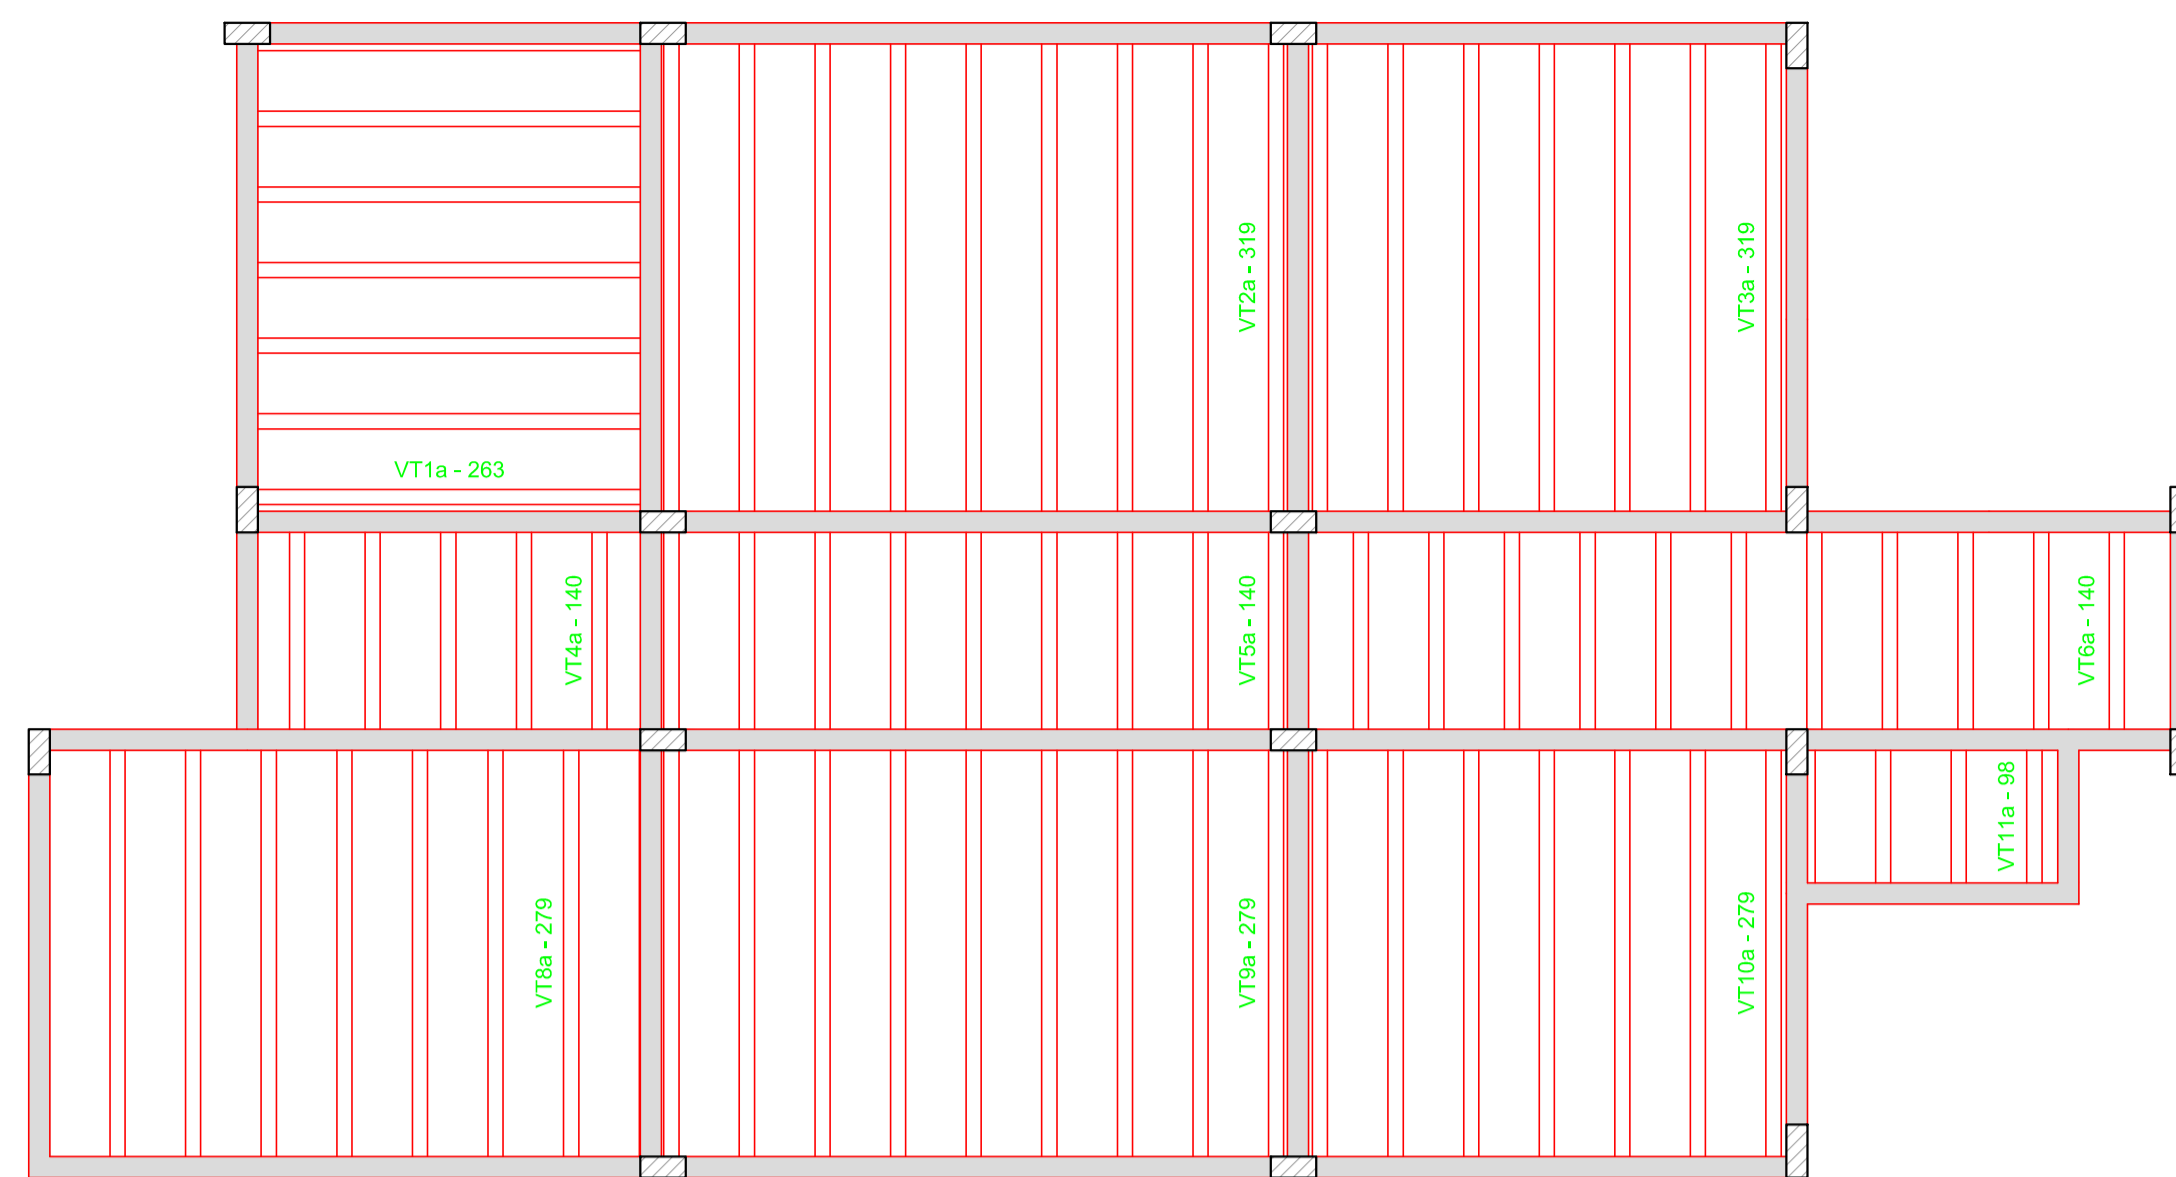 VT2a - 319
VT3a - 319
VT1a - 263
VT4a - 140
VT5a - 140
VT6a - 140
VT11a - 98
VT8a - 279
VT9a - 279
VT10a - 279